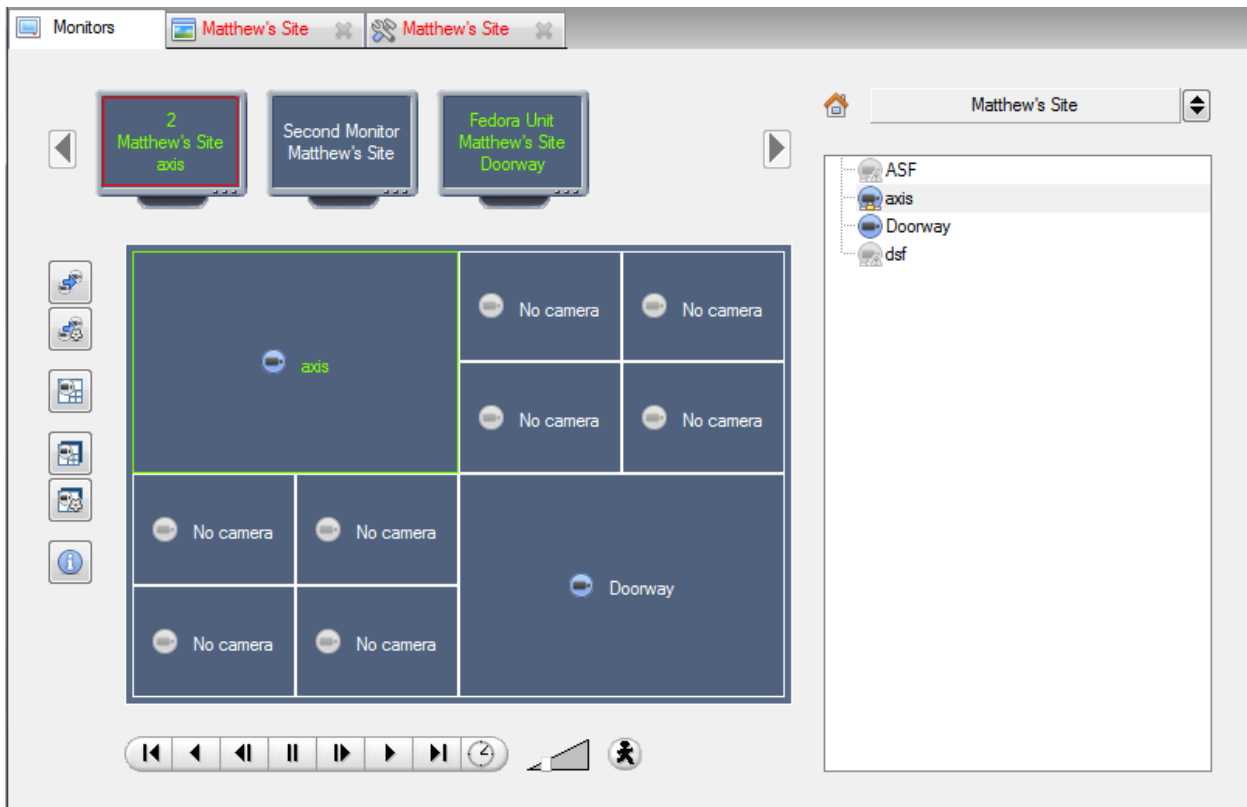 Monitors
Matthew's Site
Matthew's Site
2
Matthew's Site
axis
Second Monitor
Matthew's Site
Fedora Unit
Matthew's Site
Doorway
Matthew's Site
ASF
axis
Doorway
dsf
axis
No camera
No camera
No camera
No camera
No camera
No camera
No camera
No camera
Doorway